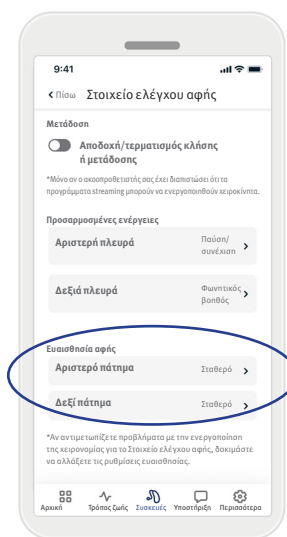 9:41
Πίσω Στοιχείο ελέγχου αφής
Μετάδοση
Αποδοχή/τερματισμός κλήσης
ή μετάδοσης
*Μόνο αν ο ακοοπροθετιστής σας έχει διαπιστώσει ότι τα
προγράμματα streaming μπορούν να ενεργοποιηθούν χειροκίνητα.
Προσαρμοσμένες ενέργειες
Αριστερή πλευρά Παύση/
συνέχιση
Δεξιά πλευρά Φωνητικός
βοηθός
Ευαισθησία αφής
Αριστερό πάτημα Σταθερό
Δεξί πάτημα Σταθερό
*Αν αντιμετωπίζετε προβλήματα με την ενεργοποίηση
της χειρονομίας για το Στοιχείο ελέγχου αφής, δοκιμάστε
να αλλάξετε τις ρυθμίσεις ευαισθησίας.
Αρχική Τρόπος ζωής Συσκευές Υποστήριξη Περισσότερα